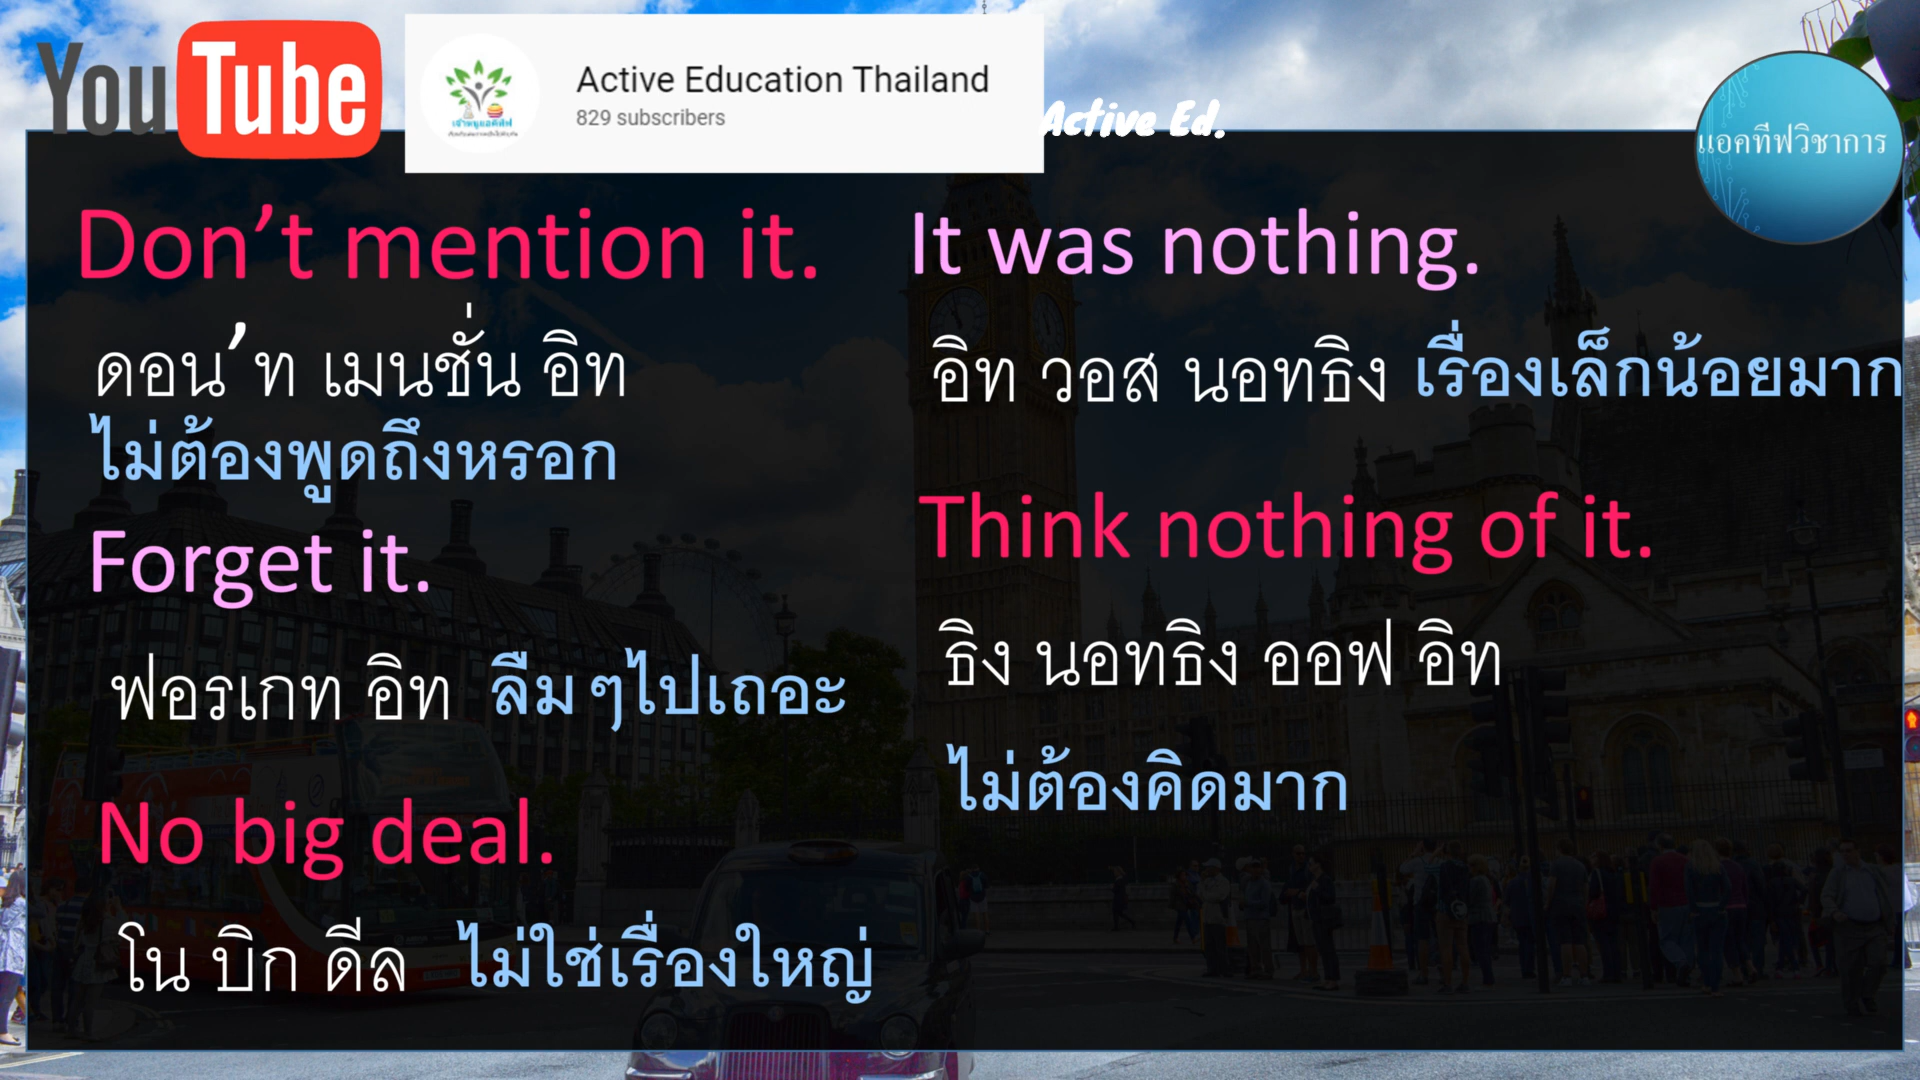 YouTube
Active Education Thailand
829 subscribers
Active Ed.
แอคทีฟวิชาการ
Don't mention it.
ดอน'ท เมนชั่น อิท
ไม่ต้องพูดถึงหรอก
Forget it.
ฟอรเกท อิท ลืมๆไปเถอะ
No big deal.
โน บิก ดีล ไม่ใช่เรื่องใหญ่
It was nothing.
อิท วอส นอทธิง เรื่องเล็กน้อยมาก
Think nothing of it.
ธิง นอทธิง ออฟ อิท
ไม่ต้องคิดมาก